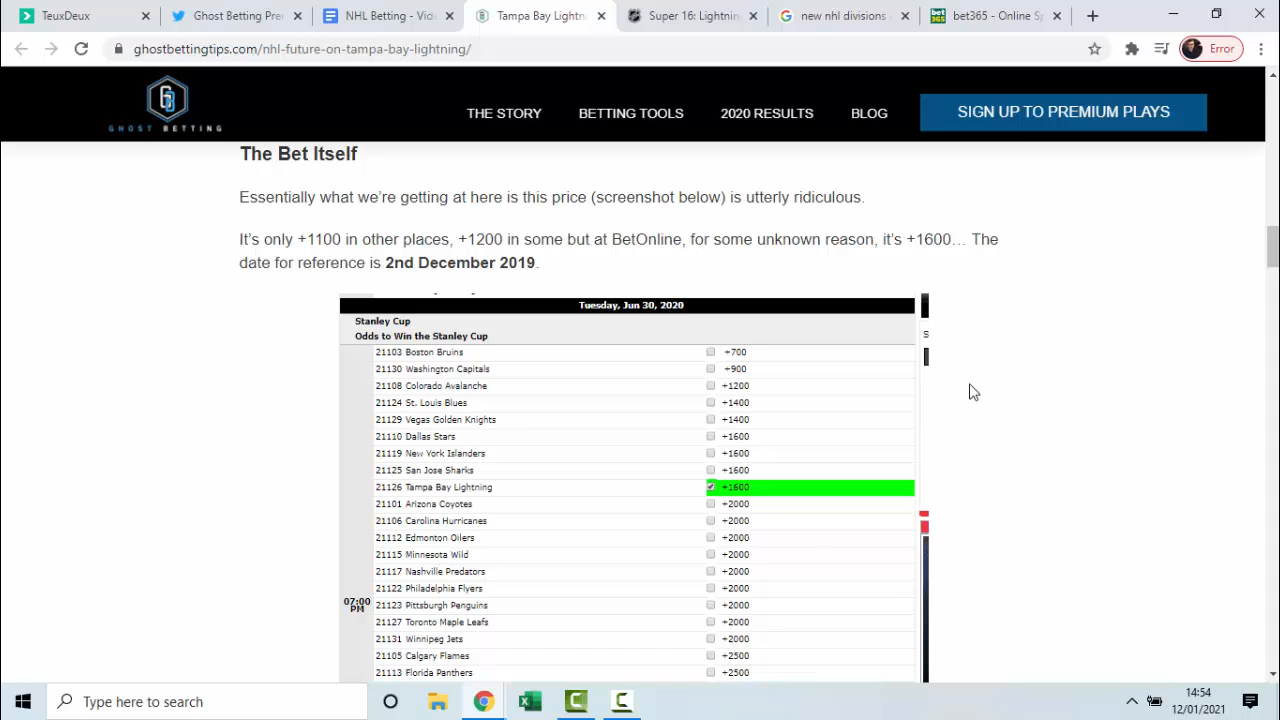 TeuxDeux
Ghost Betting Pre
NHL Betting - Vid
Tampa Bay Lightn
Super 16: Lightnin
new nhl divisions
bet365 - Online Sp
ghostbettingtips.com/nhl-future-on-tampa-bay-lightning/
Error
GHOST BETTING
THE STORY
BETTING TOOLS
2020 RESULTS
BLOG
SIGN UP TO PREMIUM PLAYS
The Bet Itself
Essentially what we’re getting at here is this price (screenshot below) is utterly ridiculous.
It’s only +1100 in other places, +1200 in some but at BetOnline, for some unknown reason, it’s +1600… The
date for reference is 2nd December 2019.
Tuesday, Jun 30, 2020
Stanley Cup
Odds to Win the Stanley Cup
21103 Boston Bruins +700
21130 Washington Capitals +900
21108 Colorado Avalanche +1200
21124 St. Louis Blues +1400
21129 Vegas Golden Knights +1400
21110 Dallas Stars +1600
21119 New York Islanders +1600
21125 San Jose Sharks +1600
21126 Tampa Bay Lightning +1600
21101 Arizona Coyotes +2000
21106 Carolina Hurricanes +2000
21112 Edmonton Oilers +2000
21115 Minnesota Wild +2000
21117 Nashville Predators +2000
21122 Philadelphia Flyers +2000
07:00 PM
21123 Pittsburgh Penguins +2000
21127 Toronto Maple Leafs +2000
21131 Winnipeg Jets +2000
21105 Calgary Flames +2500
21113 Florida Panthers +2500
S
Type here to search
14:54
12/01/2021